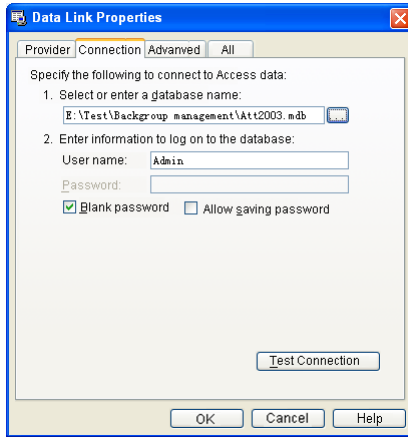 Data Link Properties
Provider Connection Advanved All
Specify the following to connect to Access data:
1. Select or enter a database name:
E:\Test\Backgroup management\Att2003.mdb ...
2. Enter information to log on to the database:
User name: Admin
Password:
Blank password Allow saving password
Test Connection
OK Cancel Help